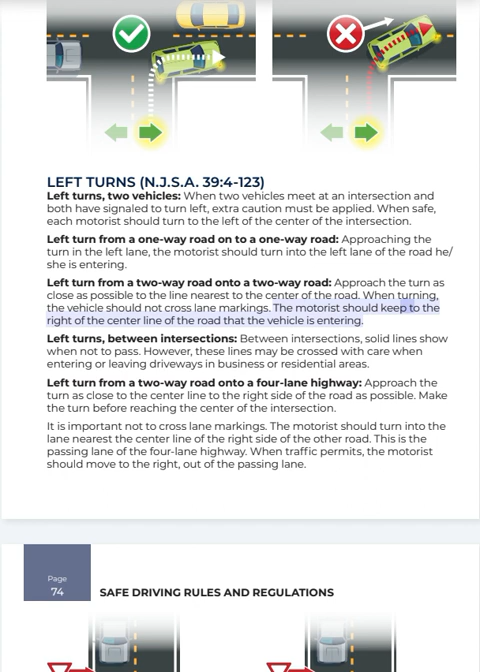 LEFT TURNS (N.J.S.A. 39:4-123)
Left turns, two vehicles: When two vehicles meet at an intersection and
both have signaled to turn left, extra caution must be applied. When safe,
each motorist should turn to the left of the center of the intersection.
Left turn from a one-way road on to a one-way road: Approaching the
turn in the left lane, the motorist should turn into the left lane of the road he/
she is entering.
Left turn from a two-way road onto a two-way road: Approach the turn as
close as possible to the line nearest to the center of the road. When turning,
the vehicle should not cross lane markings. The motorist should keep to the
right of the center line of the road that the vehicle is entering.
Left turns, between intersections: Between intersections, solid lines show
when not to pass. However, these lines may be crossed with care when
entering or leaving driveways in business or residential areas.
Left turn from a two-way road onto a four-lane highway: Approach the
turn as close to the center line to the right side of the road as possible. Make
the turn before reaching the center of the intersection.
It is important not to cross lane markings. The motorist should turn into the
lane nearest the center line of the right side of the other road. This is the
passing lane of the four-lane highway. When traffic permits, the motorist
should move to the right, out of the passing lane.
Page
74
SAFE DRIVING RULES AND REGULATIONS